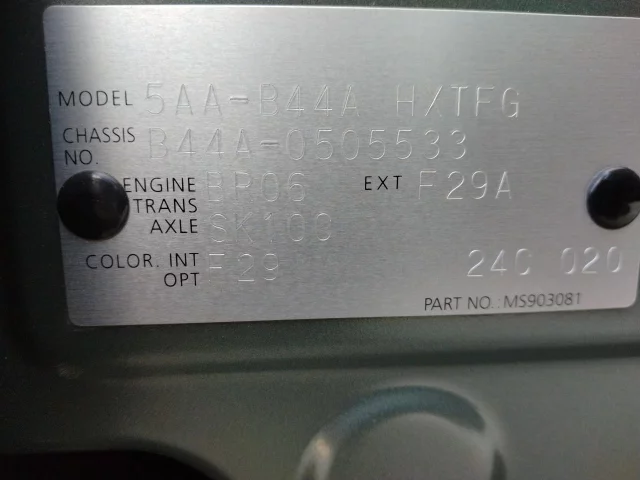 MODEL 5AA-B44A HXTFG
CHASSIS NO. B44A-0505533
ENGINE BR06 EXT F29A
TRANS AXLE SK100
COLOR. INT F 29
OPT 24C 020
PART NO.: MS903081